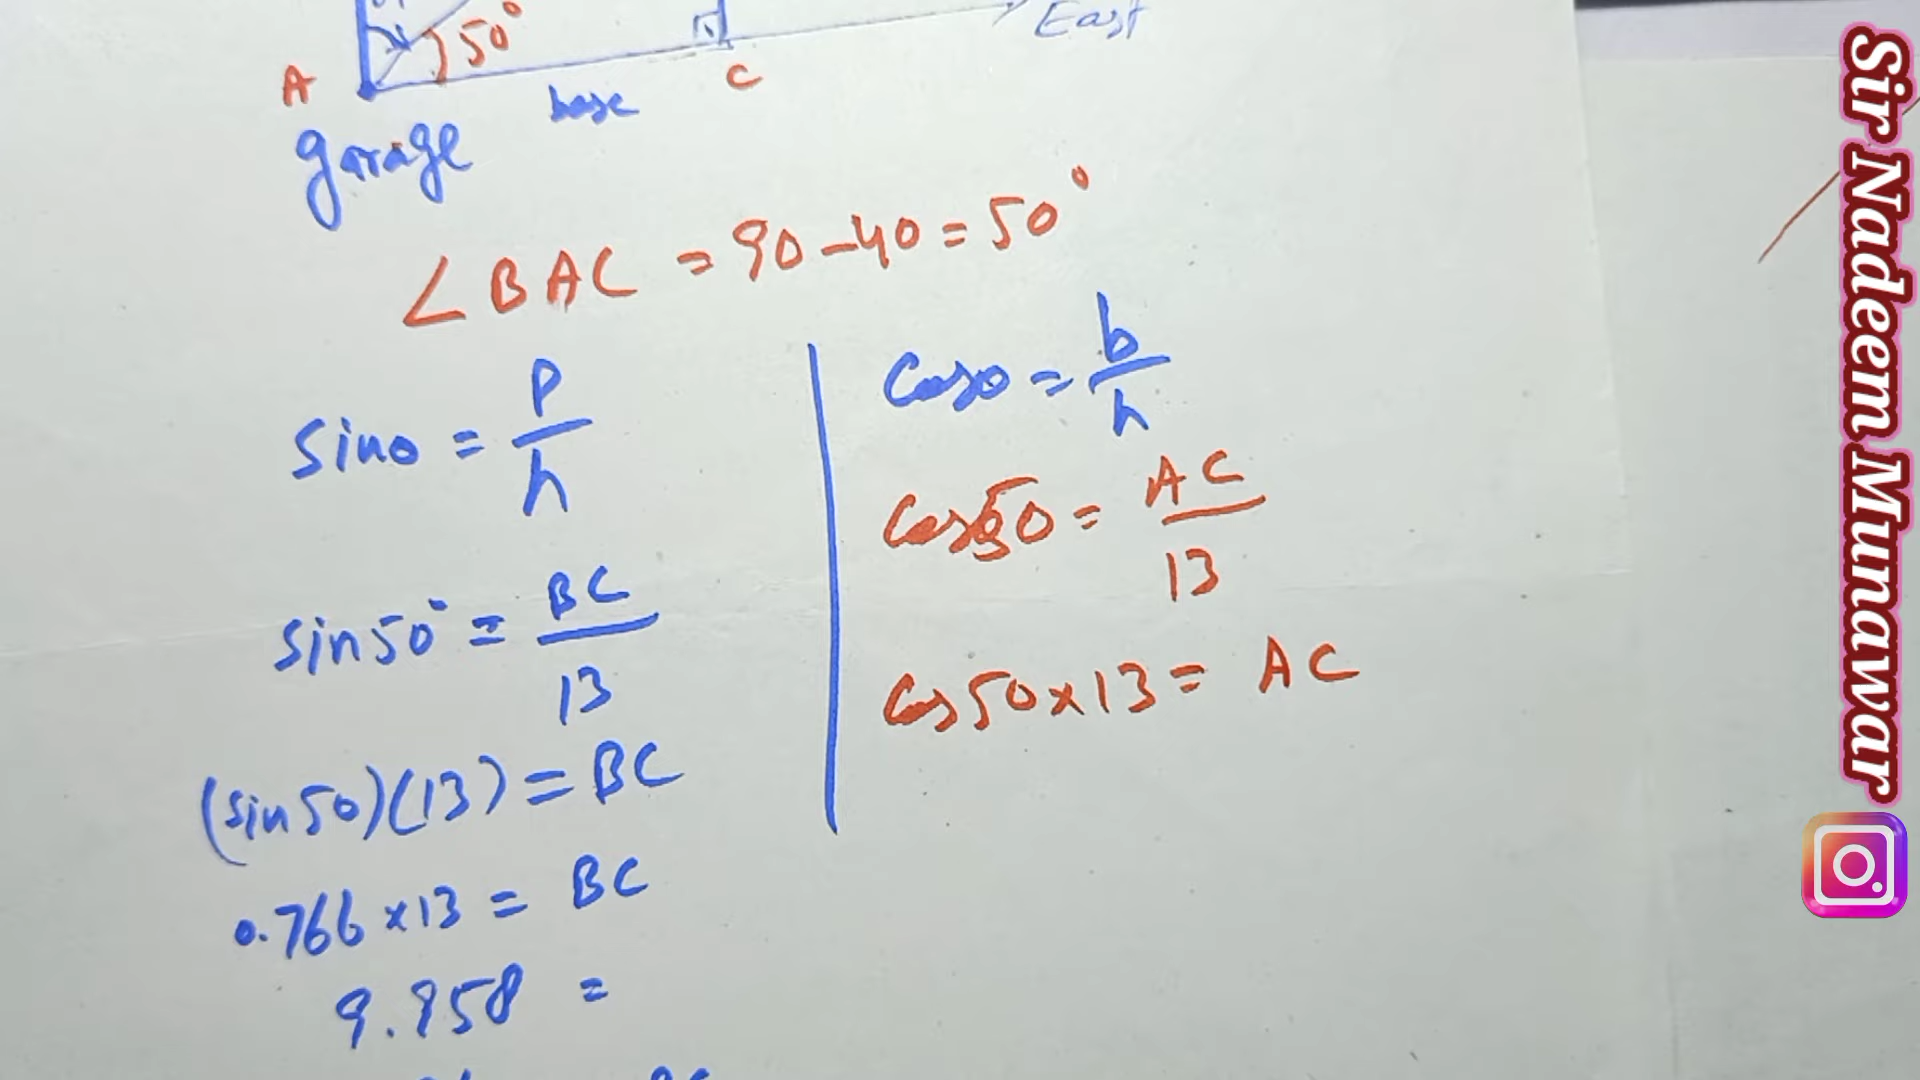 East
50°
A
C
base
garage
∠BAC = 90-40 = 50°
sinθ = P/h
sin50° = BC/13
(sin50)(13) = BC
0.766×13 = BC
9.958 =
Cosθ = b/h
Cos50 = AC/13
Cos50×13 = AC
Sir Nadeem Munawar